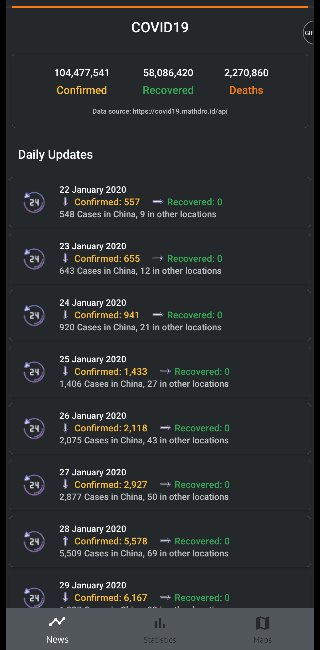 COVID19
104,477,541 58,086,420 2,270,860
Confirmed Recovered Deaths
Data source: https://covid19.mathdro.id/api
Daily Updates
22 January 2020
24 Confirmed: 557 Recovered: 0
548 Cases in China, 9 in other locations
23 January 2020
24 Confirmed: 655 Recovered: 0
643 Cases in China, 12 in other locations
24 January 2020
24 Confirmed: 941 Recovered: 0
920 Cases in China, 21 in other locations
25 January 2020
24 Confirmed: 1,433 Recovered: 0
1,406 Cases in China, 27 in other locations
26 January 2020
24 Confirmed: 2,118 Recovered: 0
2,075 Cases in China, 43 in other locations
27 January 2020
24 Confirmed: 2,927 Recovered: 0
2,877 Cases in China, 50 in other locations
28 January 2020
24 Confirmed: 5,578 Recovered: 0
5,509 Cases in China, 69 in other locations
29 January 2020
24 Confirmed: 6,167 Recovered: 0
News Statistics Maps